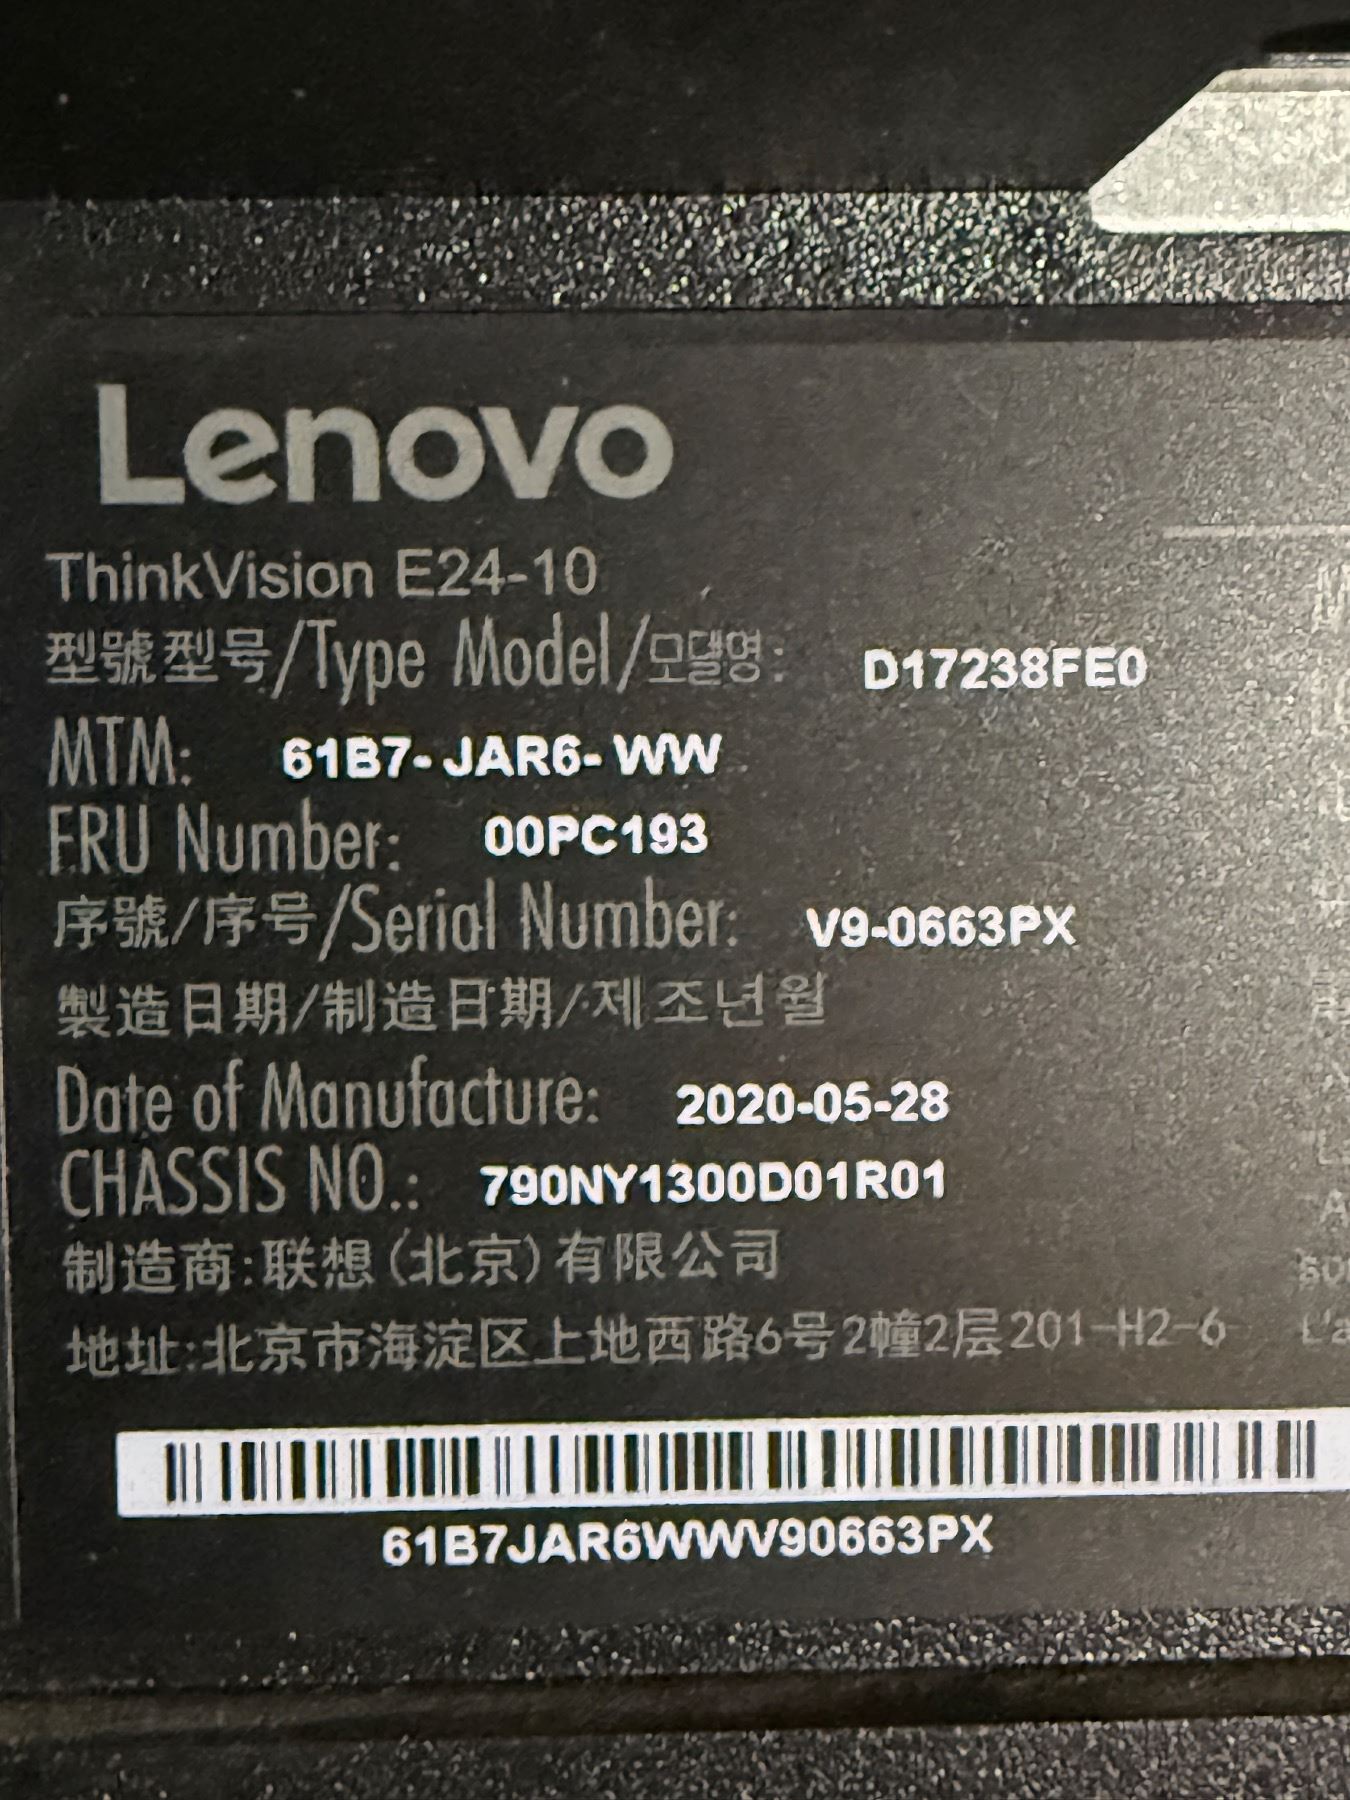 Lenovo
ThinkVision E24-10
型號型号/Type Model/모델명: D17238FE0
MTM: 61B7-JAR6-WW
FRU Number: 00PC193
序號/序号/Serial Number: V9-0663PX
製造日期/制造日期/제조년월
Date of Manufacture: 2020-05-28
CHASSIS NO.: 790NY1300D01R01
制造商:联想(北京)有限公司
地址:北京市海淀区上地西路6号2幢2层201-H2-6
61B7JAR6WWV90663PX